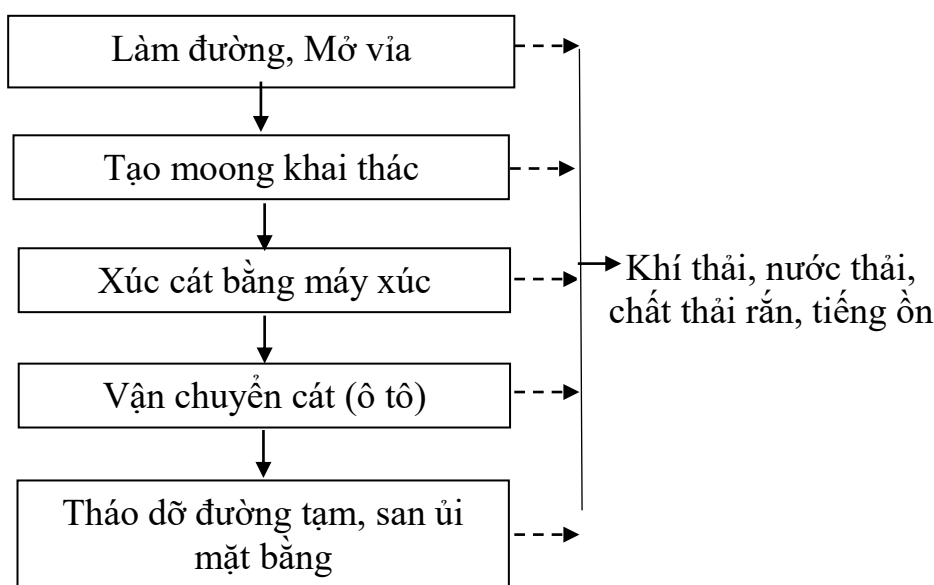 Làm đường, Mở vỉa
Tạo moong khai thác
Xúc cát bằng máy xúc
Khí thải, nước thải,
chất thải rắn, tiếng ồn
Vận chuyển cát (ô tô)
Tháo dỡ đường tạm, san ủi
mặt bằng